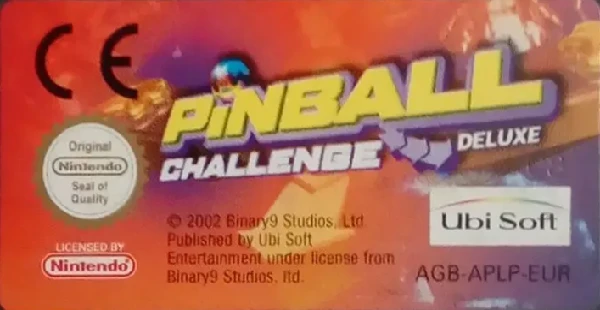 CE
PiNBALL
CHALLENGE DELUXE
Original
Nintendo
Seal of
Quality
LICENSED BY
Nintendo
© 2002 Binary9 Studios, Ltd.
Published by Ubi Soft
Entertainment under license from
Binary9 Studios, ltd.
Ubi Soft
AGB-APLP-EUR